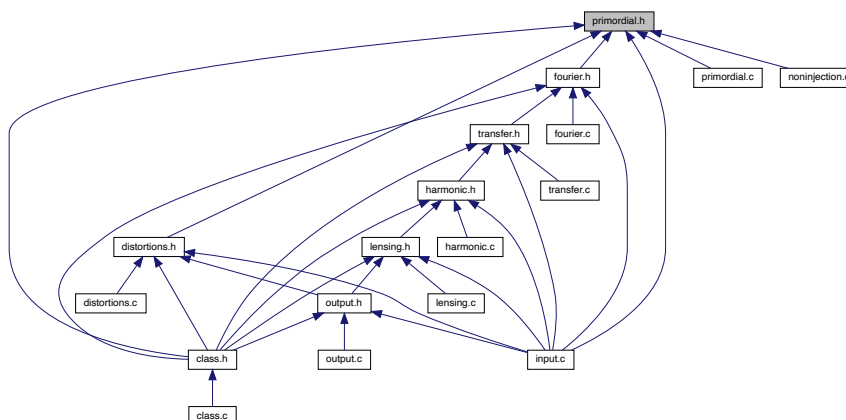 primordial.h
fourier.h
primordial.c
noninjection.c
transfer.h
fourier.c
harmonic.h
transfer.c
distortions.h
lensing.h
harmonic.c
distortions.c
output.h
lensing.c
class.h
output.c
input.c
class.c